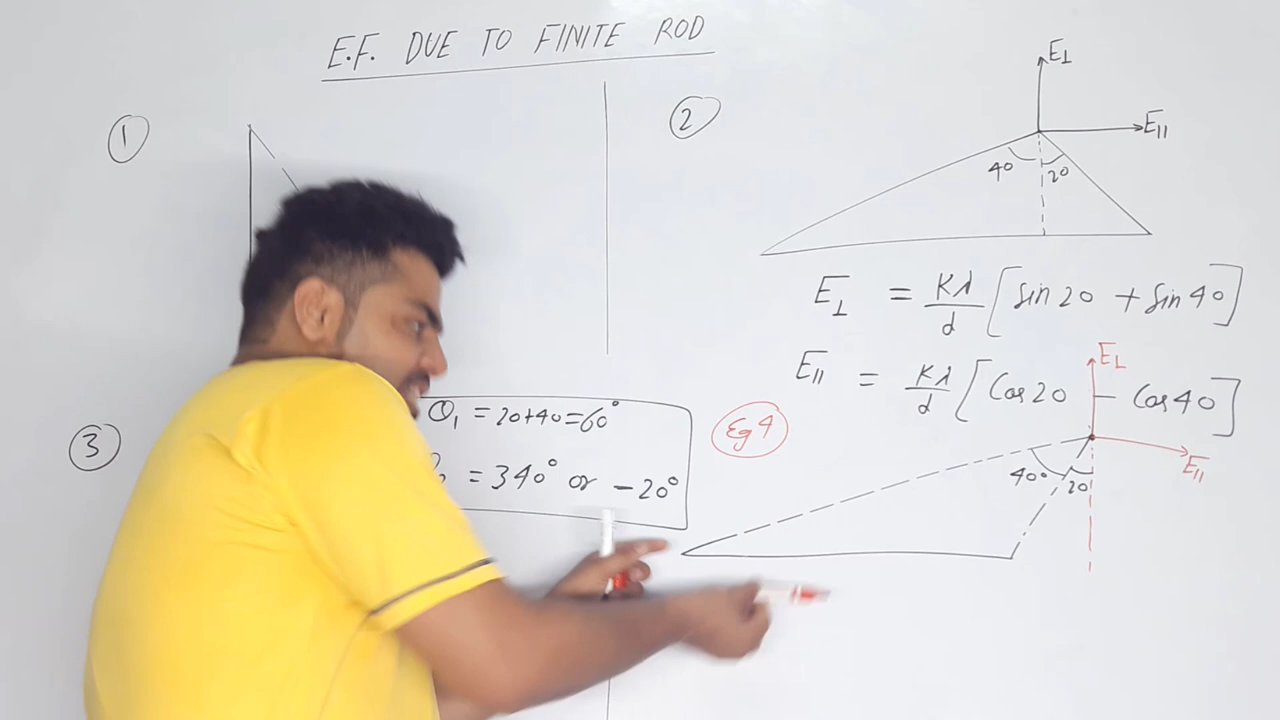 E.F. DUE TO FINITE ROD
1
2
E⊥
E||
40
20
E⊥ = Kλ/d [sin 20 + sin 40]
E|| = Kλ/d [Cos 20 – Cos 40]
3
θ₁ = 20+40=60°
= 340° or –20°
Eg 4
E⊥
E||
40°
20